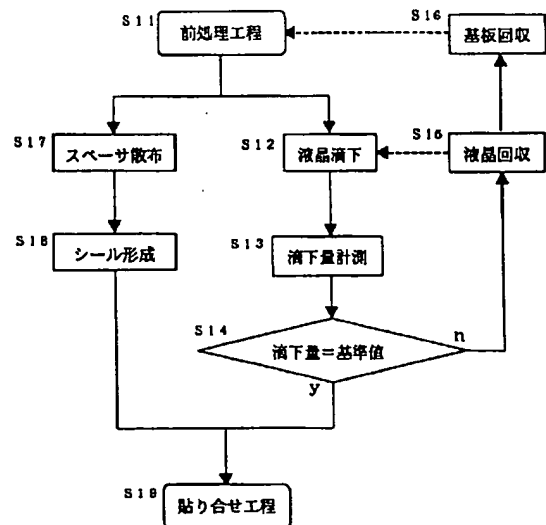 S11
前処理工程
S16
基板回収
S17
スペーサ散布
S12
液晶滴下
S15
液晶回収
S18
シール形成
S13
滴下量計測
S14
滴下量=基準値
n
y
S19
貼り合せ工程